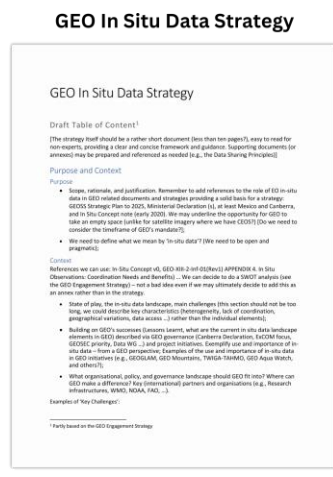 GEO In Situ Data Strategy
GEO In Situ Data Strategy
Draft Table of Content¹
[The strategy itself should be a rather short document (less than ten pages?), easy to read for
non-experts, providing a clear and concise framework and guidance. Supporting documents (or
annexes) may be prepared and referenced as needed (e.g., the Data Sharing Principles)]
Purpose and Context
Purpose
• Scope, rationale, and justification. Remember to add references to the role of EO in-situ
data in GEO related documents and strategies providing a solid basis for a strategy:
GEOSS Strategic Plan to 2025, Ministerial Declaration (s), at least Mexico and Canberra,
and In Situ Concept note (early 2020). We may underline the opportunity for GEO to
take an empty space (unlike for satellite imagery where we have CEOS?) [Do we need to
consider the timeframe of GEO's mandate?];
• We need to define what we mean by 'in-situ data'? (We need to be open and
pragmatic);
Context
References we can use: In-Situ Concept v0, GEO-XIII-2-Inf-01(Rev1) APPENDIX 4. In Situ
Observations: Coordination Needs and Benefits) ... We can decide to do a SWOT analysis (see
the GEO Engagement Strategy) – not a bad idea even if we may ultimately decide to add this as
an annex rather than in the strategy.
• State of play, the in-situ data landscape, main challenges (this section should not be too
long, we could describe key characteristics (heterogeneity, lack of coordination,
geographical variations, data access ...) rather than the individual elements);
• Building on GEO's successes (Lessons Learnt, what are the current in situ data landscape
elements in GEO) described via GEO governance (Canberra Declaration, ExCOM focus,
GEOSEC priority, Data WG ...) and project initiatives. Exemplify use and importance of in-
situ data – from a GEO perspective; Examples of the use and importance of in-situ data
in GEO initiatives (e.g., GEOGLAM, GEO Mountains, TWIGA-TAHMO, GEO Aqua Watch,
and others?);
• What organisational, policy, and governance landscape should GEO fit into? Where can
GEO make a difference? Key (international) partners and organisations (e.g., Research
infrastructures, WMO, NOAA, FAO, ...).
Examples of 'Key Challenges':
¹ Partly based on the GEO Engagement Strategy